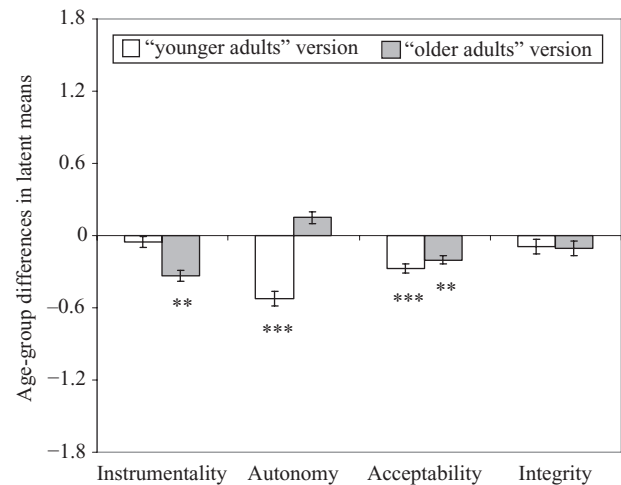 1.8
“younger adults” version “older adults” version
1.2
0.6
0
−0.6
−1.2
−1.8
Age-group differences in latent means
** *** *** **
Instrumentality Autonomy Acceptability Integrity